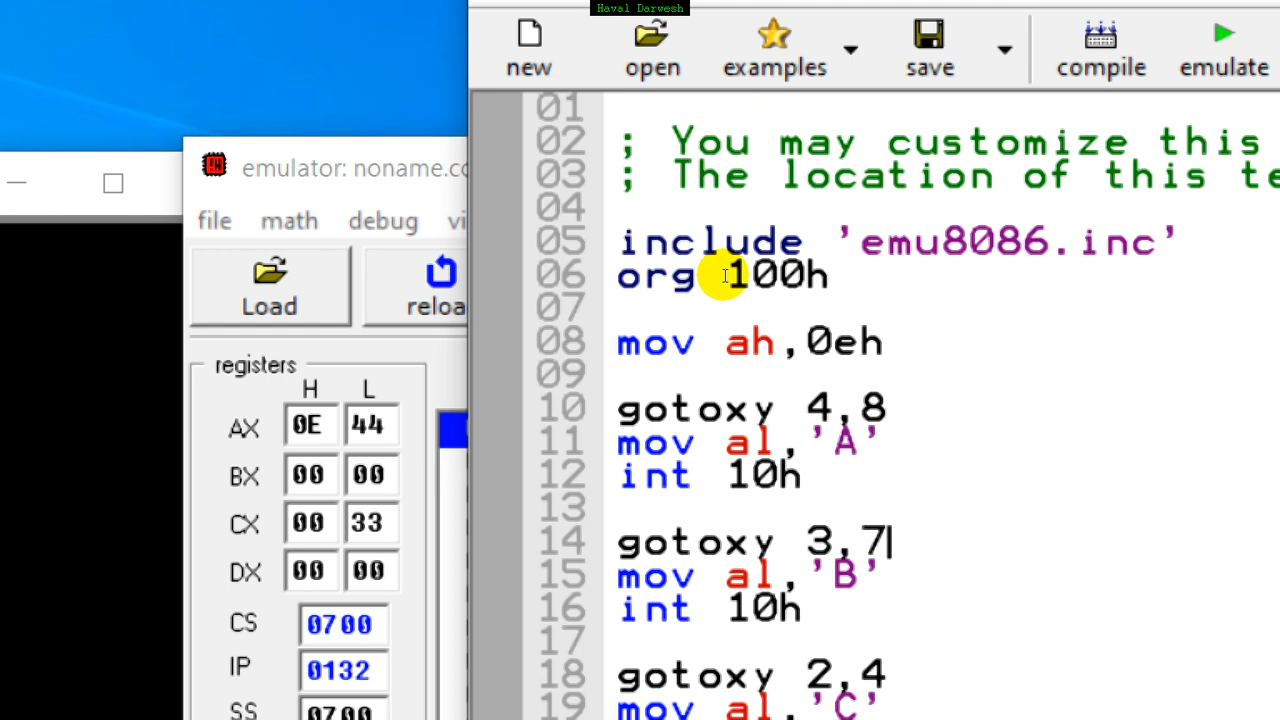 Haval Darwesh
new open examples save compile emulate
01
02 ; You may customize this
03 ; The location of this te
04
05 include 'emu8086.inc'
06 org 100h
07
08 mov ah,0eh
09
10 gotoxy 4,8
11 mov al,'A'
12 int 10h
13
14 gotoxy 3,7
15 mov al,'B'
16 int 10h
17
18 gotoxy 2,4
19 mov al,'C'
emulator: noname.co
file math debug vi
Load reloa
registers
H L
AX 0E 44
BX 00 00
CX 00 33
DX 00 00
CS 0700
IP 0132
SS 0700